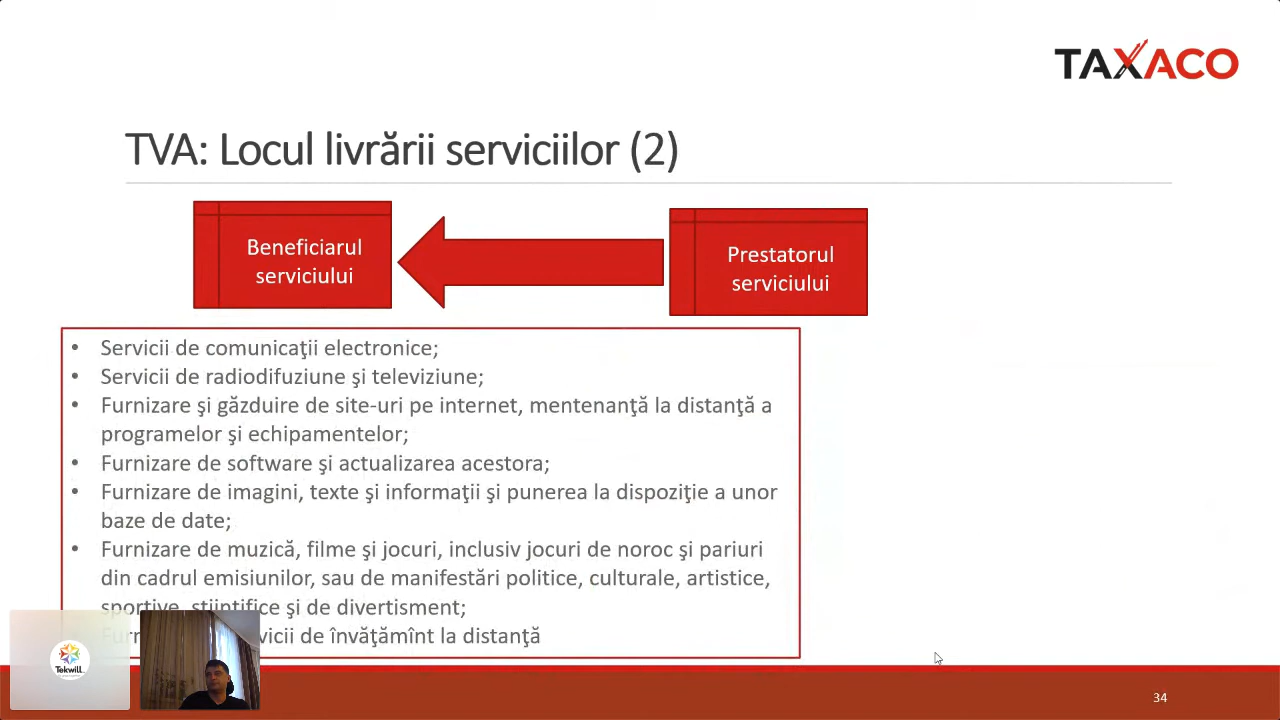 TAXACO
TVA: Locul livrării serviciilor (2)
Beneficiarul
serviciului
Prestatorul
serviciului
• Servicii de comunicaţii electronice;
• Servicii de radiodifuziune şi televiziune;
• Furnizare şi găzduire de site-uri pe internet, mentenanţă la distanţă a
programelor şi echipamentelor;
• Furnizare de software şi actualizarea acestora;
• Furnizare de imagini, texte şi informaţii şi punerea la dispoziţie a unor
baze de date;
• Furnizare de muzică, filme şi jocuri, inclusiv jocuri de noroc şi pariuri
din cadrul emisiunilor, sau de manifestări politice, culturale, artistice,
sportive, ştiinţifice şi de divertisment;
de învăţămînt la distanţă
Tekwill
34